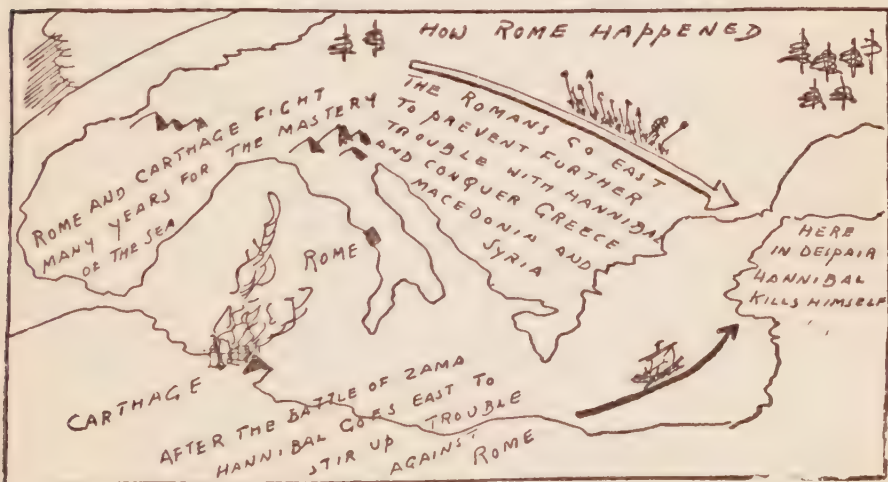 HOW ROME HAPPENED
ROME AND CARTHAGE FIGHT
MANY YEARS FOR THE MASTERY
OF THE SEA
THE ROMANS GO EAST
TO PREVENT FURTHER
TROUBLE WITH HANNIBAL
AND CONQUER GREECE
MACEDONIA AND
SYRIA
HERE
IN DESPAIR
HANNIBAL
KILLS HIMSELF
ROME
CARTHAGE
AFTER THE BATTLE OF ZAMA
HANNIBAL GOES EAST TO
STIR UP TROUBLE
AGAINST
ROME